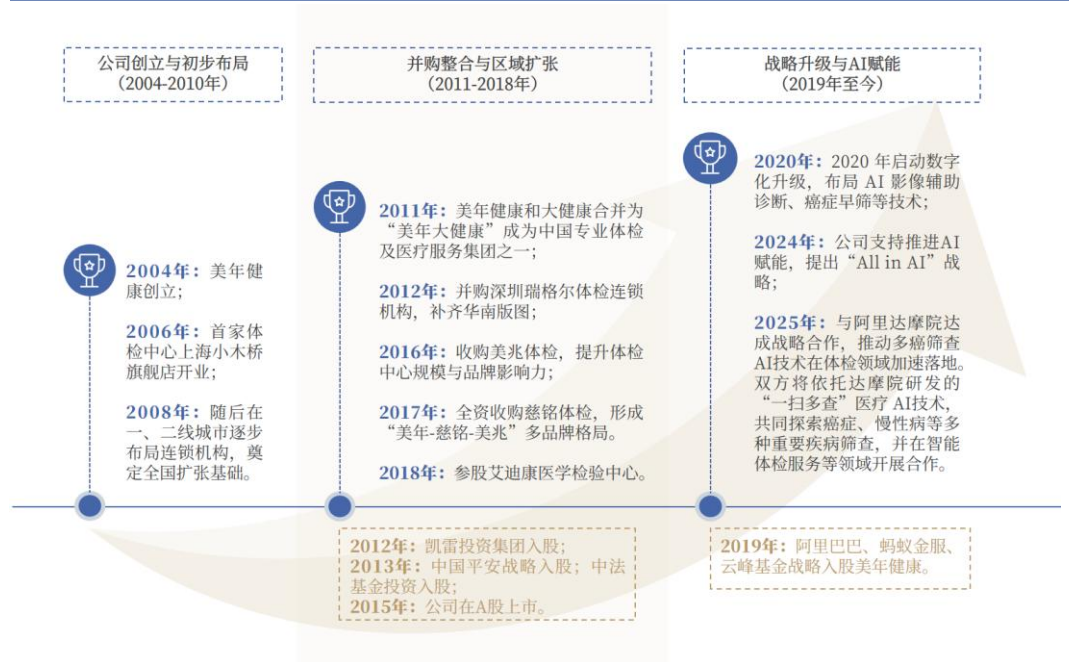 公司创立与初步布局
（2004-2010年）
2004年：美年健
康创立；
2006年：首家体
检中心上海小木桥
旗舰店开业；
2008年：随后在
一、二线城市逐步
布局连锁机构，奠
定全国扩张基础。
并购整合与区域扩张
（2011-2018年）
2011年：美年健康和大健康合并为
“美年大健康”成为中国专业体检
及医疗服务集团之一；
2012年：并购深圳瑞格尔体检连锁
机构，补齐华南版图；
2016年：收购美兆体检，提升体检
中心规模与品牌影响力；
2017年：全资收购慈铭体检，形成
“美年-慈铭-美兆”多品牌格局。
2018年：参股艾迪康医学检验中心。
2012年：凯雷投资集团入股；
2013年：中国平安战略入股；中法
基金投资入股；
2015年：公司在A股上市。
战略升级与AI赋能
（2019年至今）
2020年：2020 年启动数字
化升级，布局 AI 影像辅助
诊断、癌症早筛等技术；
2024年：公司支持推进AI
赋能，提出“All in AI”战
略；
2025年：与阿里达摩院达
成战略合作，推动多癌筛查
AI技术在体检领域加速落地。
双方将依托达摩院研发的
“一扫多查”医疗 AI技术，
共同探索癌症、慢性病等多
种重要疾病筛查，并在智能
体检服务等领域开展合作。
2019年：阿里巴巴、蚂蚁金服、
云峰基金战略入股美年健康。